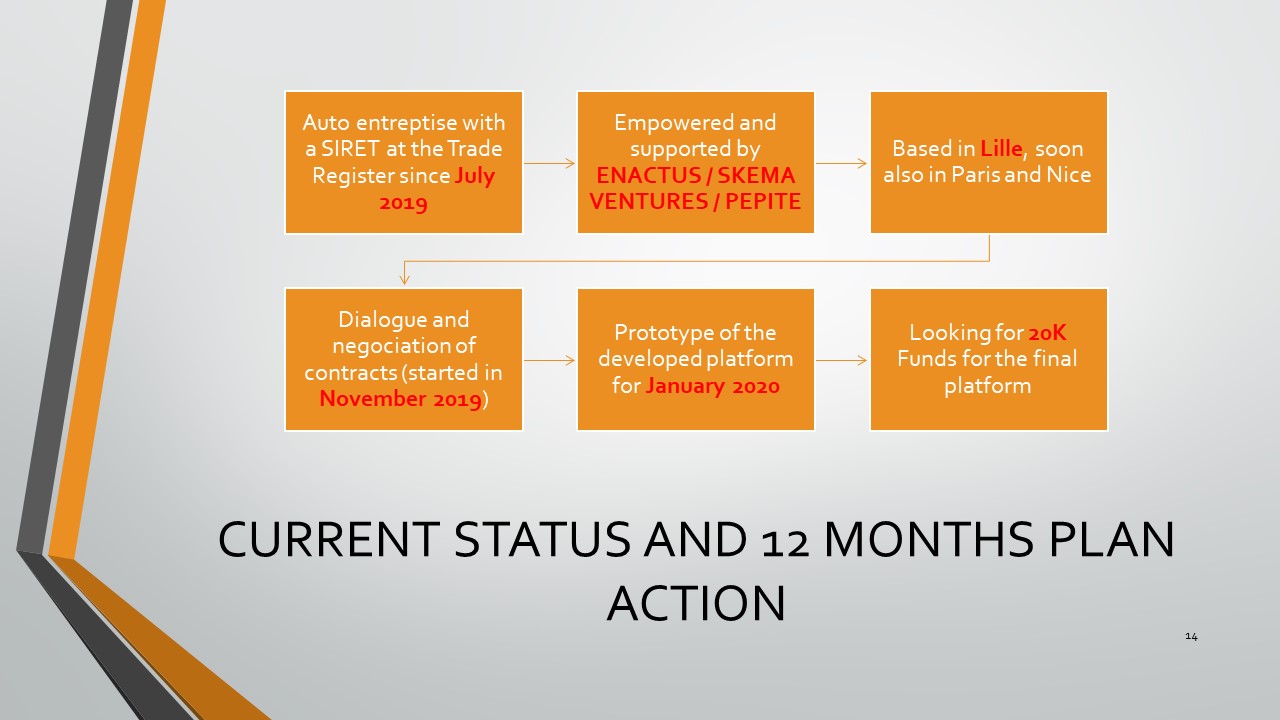 Auto entreptise with
a SIRET at the Trade
Register since July
2019
Empowered and
supported by
ENACTUS / SKEMA
VENTURES / PEPITE
Based in Lille, soon
also in Paris and Nice
Dialogue and
negociation of
contracts (started in
November 2019)
Prototype of the
developed platform
for January 2020
Looking for 20K
Funds for the final
platform
CURRENT STATUS AND 12 MONTHS PLAN
ACTION
14